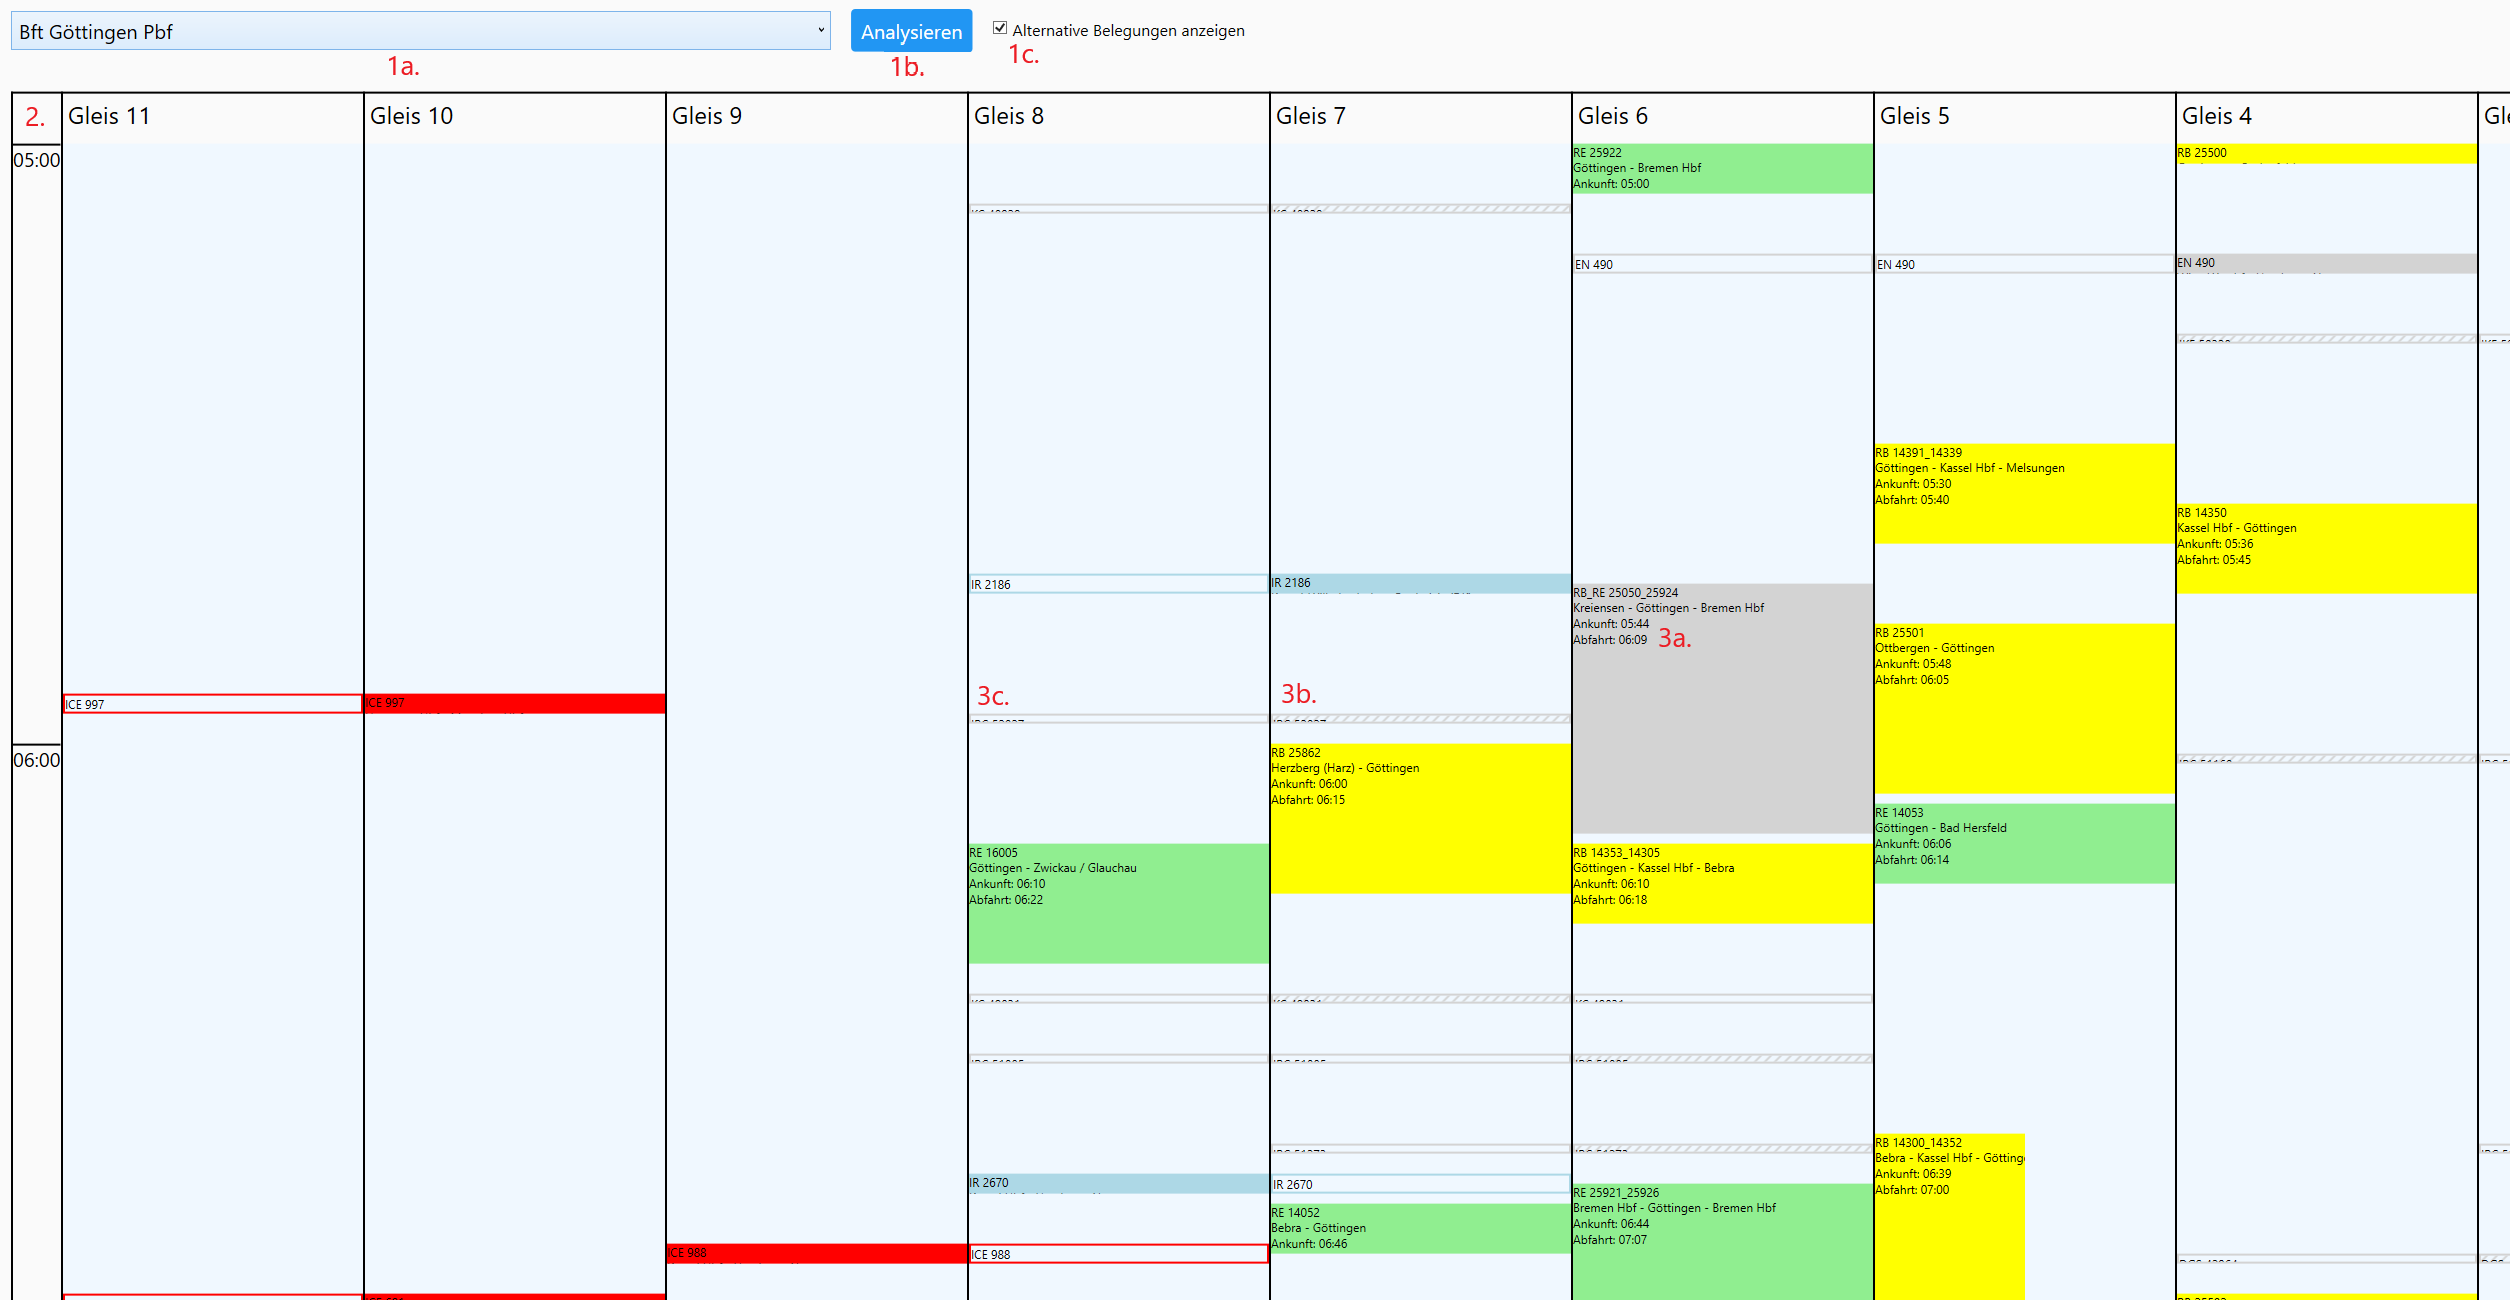 Bft Göttingen Pbf
Analysieren
Alternative Belegungen anzeigen
1a.
1b.
1c.
2.
Gleis 11
Gleis 10
Gleis 9
Gleis 8
Gleis 7
Gleis 6
Gleis 5
Gleis 4
05:00
RE 25922
Göttingen - Bremen Hbf
Ankunft: 05:00
RB 25500
EN 490
EN 490
EN 490
RB 14391_14339
Göttingen - Kassel Hbf - Melsungen
Ankunft: 05:30
Abfahrt: 05:40
RB 14350
Kassel Hbf - Göttingen
Ankunft: 05:36
Abfahrt: 05:45
IR 2186
IR 2186
RB_RE 25050_25924
Kreiensen - Göttingen - Bremen Hbf
Ankunft: 05:44
Abfahrt: 06:09
3a.
RB 25501
Ottbergen - Göttingen
Ankunft: 05:48
Abfahrt: 06:05
ICE 997
ICE 997
3c.
3b.
06:00
RB 25862
Herzberg (Harz) - Göttingen
Ankunft: 06:00
Abfahrt: 06:15
RE 14053
Göttingen - Bad Hersfeld
Ankunft: 06:06
Abfahrt: 06:14
RE 16005
Göttingen - Zwickau / Glauchau
Ankunft: 06:10
Abfahrt: 06:22
RB 14353_14305
Göttingen - Kassel Hbf - Bebra
Ankunft: 06:10
Abfahrt: 06:18
RB 14300_14352
Bebra - Kassel Hbf - Götting
Ankunft: 06:39
Abfahrt: 07:00
IR 2670
IR 2670
RE 25921_25926
Bremen Hbf - Göttingen - Bremen Hbf
Ankunft: 06:44
Abfahrt: 07:07
RE 14052
Bebra - Göttingen
Ankunft: 06:46
ICE 988
ICE 988